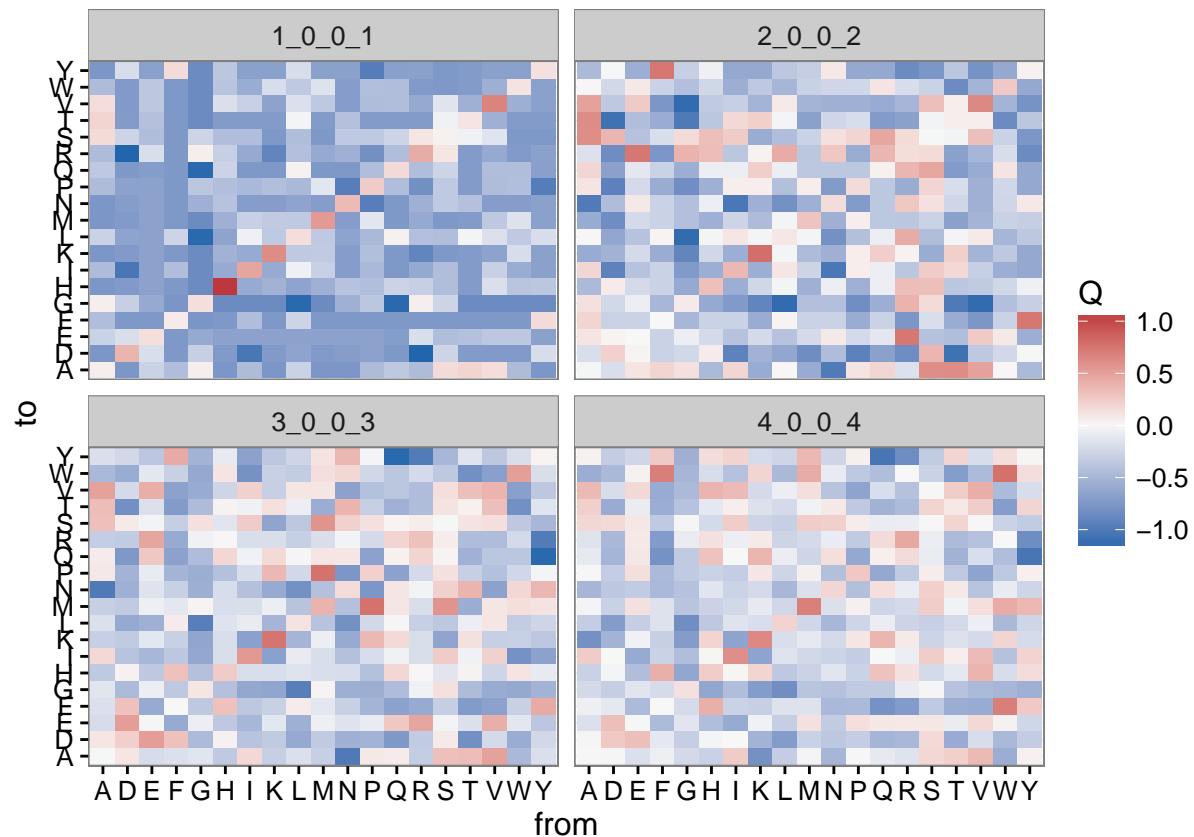 1_0_0_1
2_0_0_2
Y
W
V
T
S
R
Q
P
N
M
L
K
I
H
G
F
E
D
A
to
3_0_0_3
4_0_0_4
Y
W
V
T
S
R
Q
P
N
M
L
K
I
H
G
F
E
D
A
Q
1.0
0.5
0.0
−0.5
−1.0
A D E F G H I K L M N P Q R S T V W Y
A D E F G H I K L M N P Q R S T V W Y
from